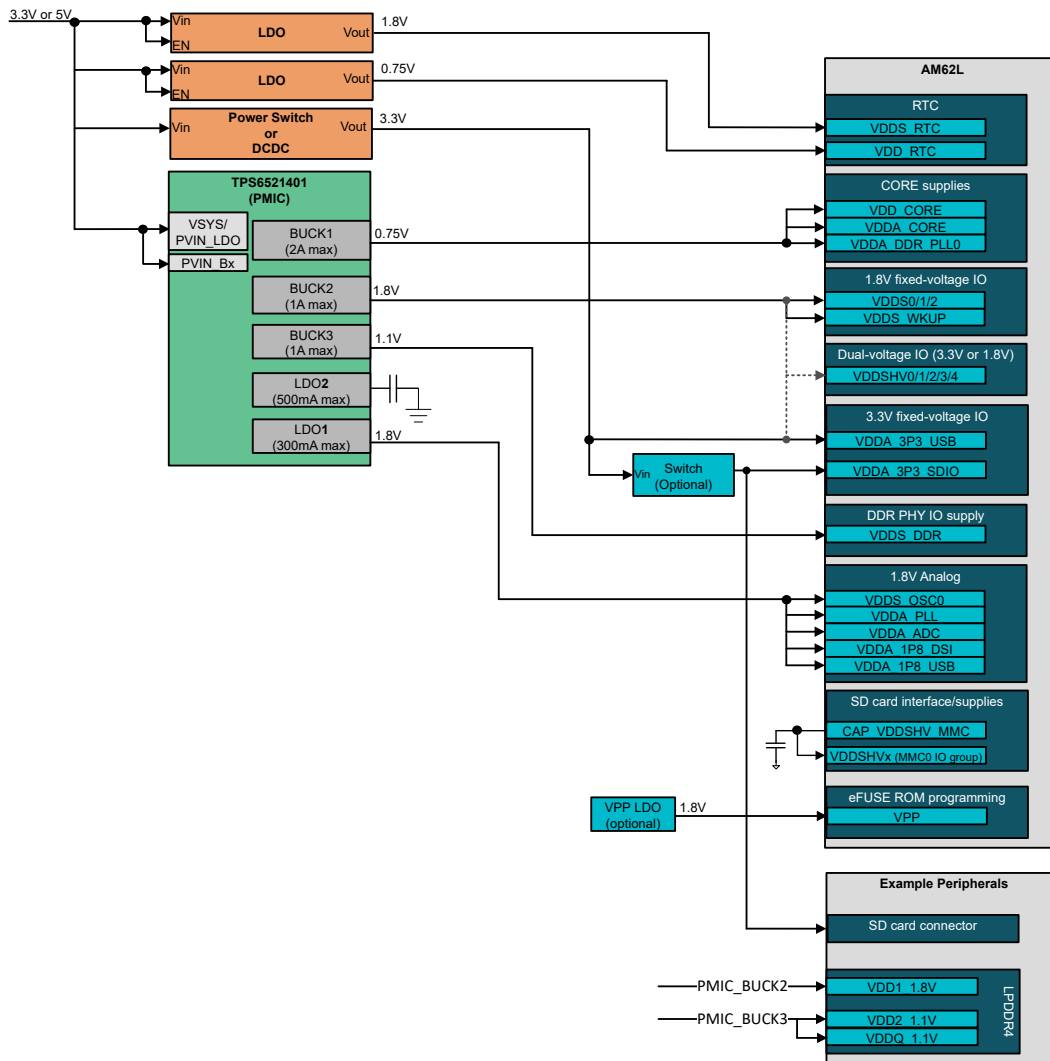 3.3V or 5V
Vin
EN
LDO
Vout
1.8V
Vin
EN
LDO
Vout
0.75V
Vin
Power Switch
or
DCDC
Vout
3.3V
TPS6521401
(PMIC)
VSYS/
PVIN_LDO
PVIN_Bx
BUCK1
(2A max)
0.75V
BUCK2
(1A max)
1.8V
BUCK3
(1A max)
1.1V
LDO2
(500mA max)
LDO1
(300mA max)
1.8V
Vin
Switch
(Optional)
VPP LDO
(optional)
1.8V
AM62L
RTC
VDDS_RTC
VDD_RTC
CORE supplies
VDD_CORE
VDDA_CORE
VDDA_DDR_PLL0
1.8V fixed-voltage IO
VDDS0/1/2
VDDS_WKUP
Dual-voltage IO (3.3V or 1.8V)
VDDSHV0/1/2/3/4
3.3V fixed-voltage IO
VDDA_3P3_USB
VDDA_3P3_SDIO
DDR PHY IO supply
VDDS_DDR
1.8V Analog
VDDS_OSC0
VDDA_PLL
VDDA_ADC
VDDA_1P8_DSI
VDDA_1P8_USB
SD card interface/supplies
CAP_VDDSHV_MMC
VDDSHVx (MMC0 IO group)
eFUSE ROM programming
VPP
Example Peripherals
SD card connector
PMIC_BUCK2
VDD1_1.8V
PMIC_BUCK3
VDD2_1.1V
VDDQ_1.1V
LPDDR4